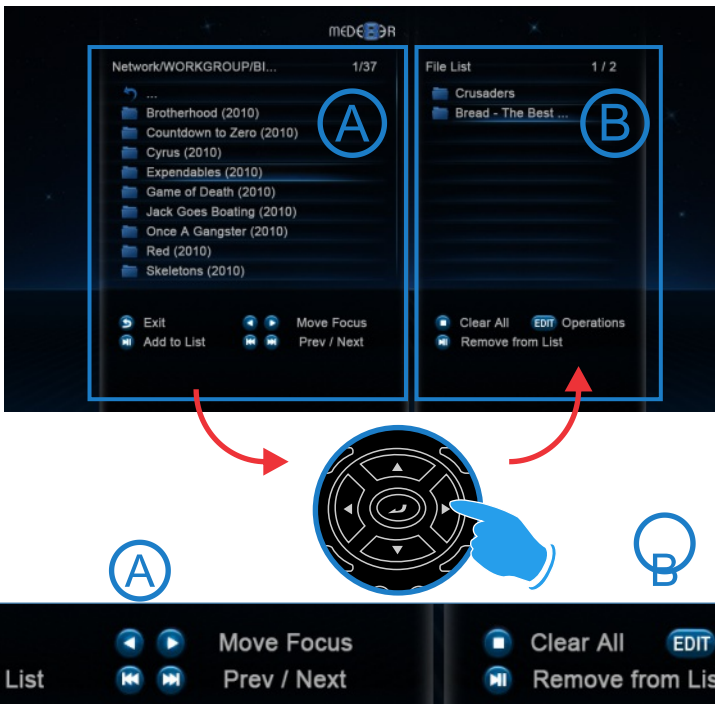 MEDE8ER
Network/WORKGROUP/BI... 1/37
...
Brotherhood (2010)
Countdown to Zero (2010)
Cyrus (2010)
Expendables (2010)
Game of Death (2010)
Jack Goes Boating (2010)
Once A Gangster (2010)
Red (2010)
Skeletons (2010)
Exit Move Focus
Add to List Prev / Next
A
File List 1 / 2
Crusaders
Bread - The Best ...
B
Clear All EDIT Operations
Remove from List
A
B
Move Focus
List Prev / Next
Clear All EDIT
Remove from Lis